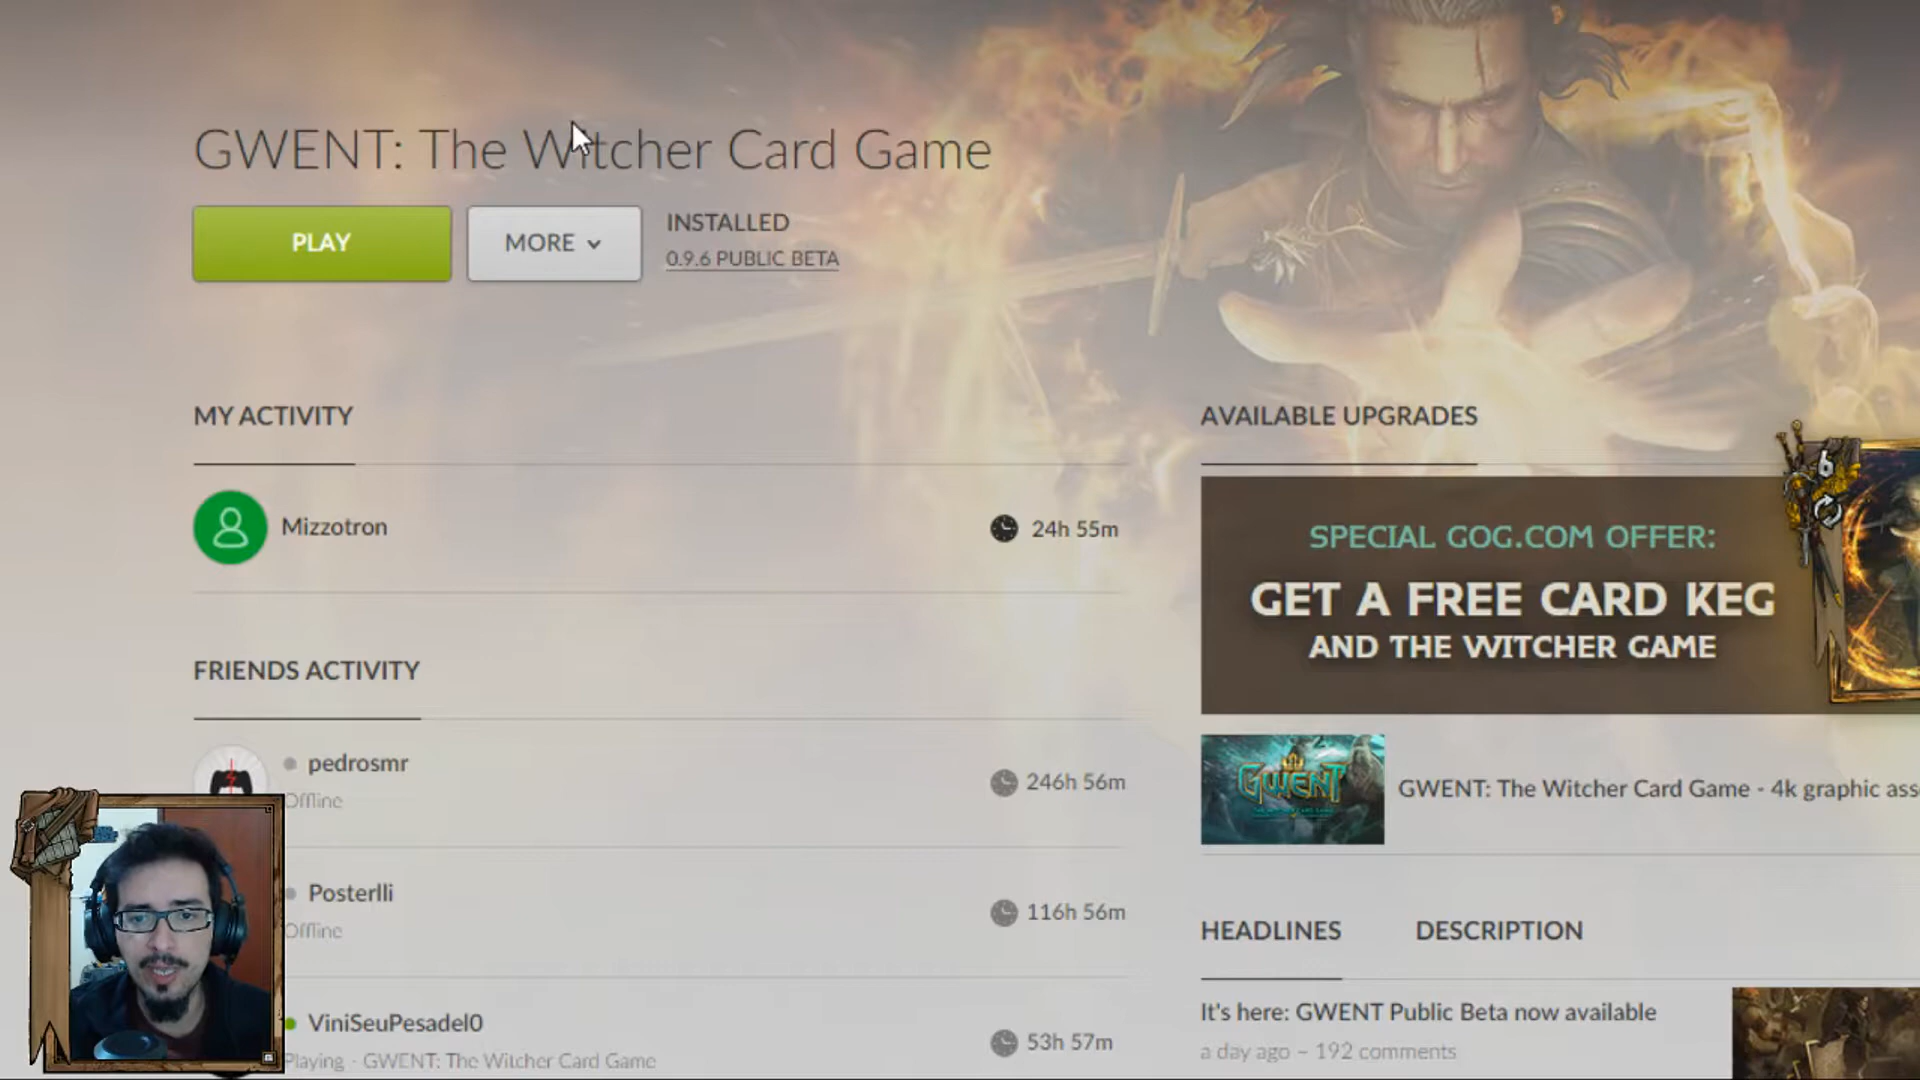 GWENT: The Witcher Card Game
PLAY
MORE
INSTALLED
0.9.6 PUBLIC BETA
MY ACTIVITY
Mizzotron
24h 55m
FRIENDS ACTIVITY
pedrosmr
Offline
246h 56m
Posterlli
Offline
116h 56m
ViniSeuPesadel0
Playing - GWENT: The Witcher Card Game
53h 57m
AVAILABLE UPGRADES
SPECIAL GOG.COM OFFER:
GET A FREE CARD KEG
AND THE WITCHER GAME
6
GWENT
GWENT: The Witcher Card Game - 4k graphic ass
HEADLINES
DESCRIPTION
It's here: GWENT Public Beta now available
a day ago – 192 comments